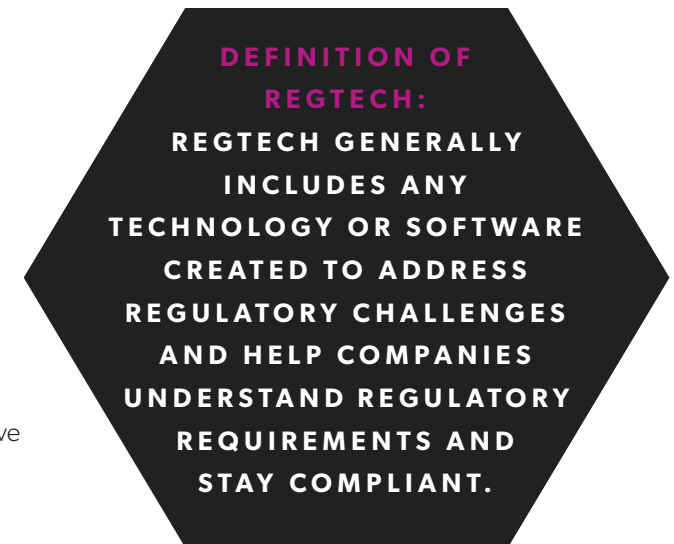 DEFINITION OF
REGTECH:
REGTECH GENERALLY
INCLUDES ANY
TECHNOLOGY OR SOFTWARE
CREATED TO ADDRESS
REGULATORY CHALLENGES
AND HELP COMPANIES
UNDERSTAND REGULATORY
REQUIREMENTS AND
STAY COMPLIANT.